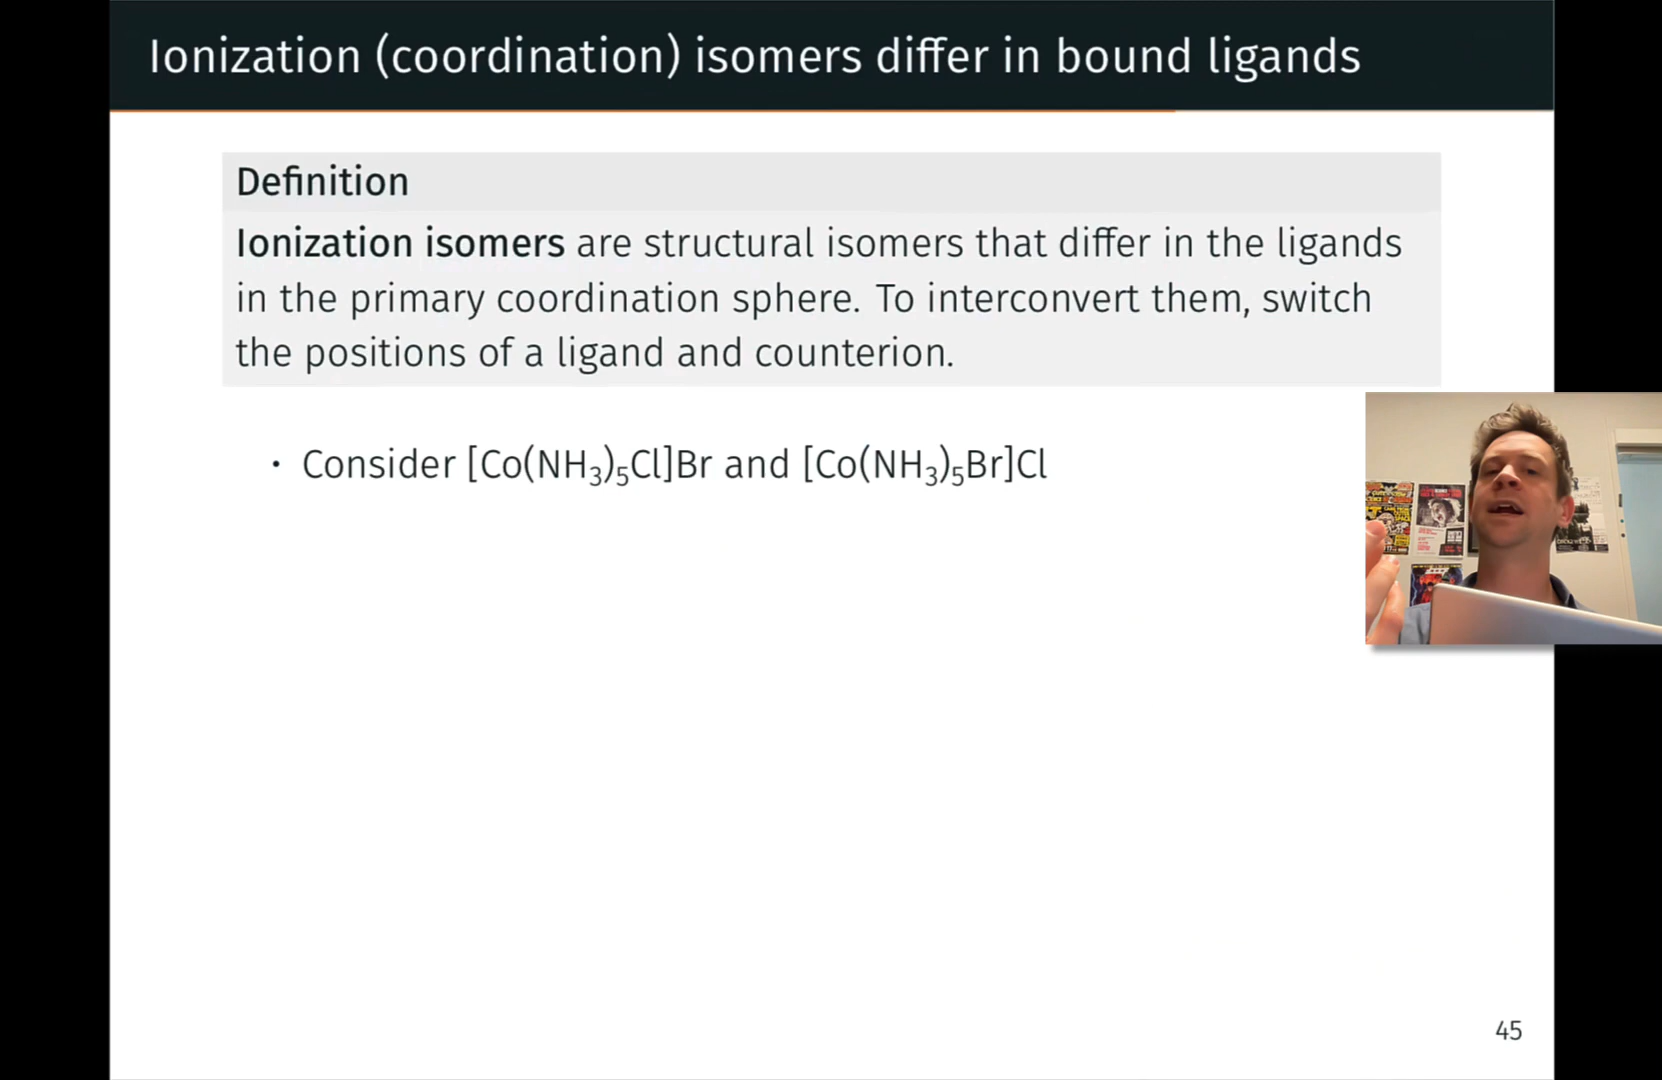 Ionization (coordination) isomers differ in bound ligands
Definition
Ionization isomers are structural isomers that differ in the ligands
in the primary coordination sphere. To interconvert them, switch
the positions of a ligand and counterion.
• Consider [Co(NH₃)₅Cl]Br and [Co(NH₃)₅Br]Cl
45